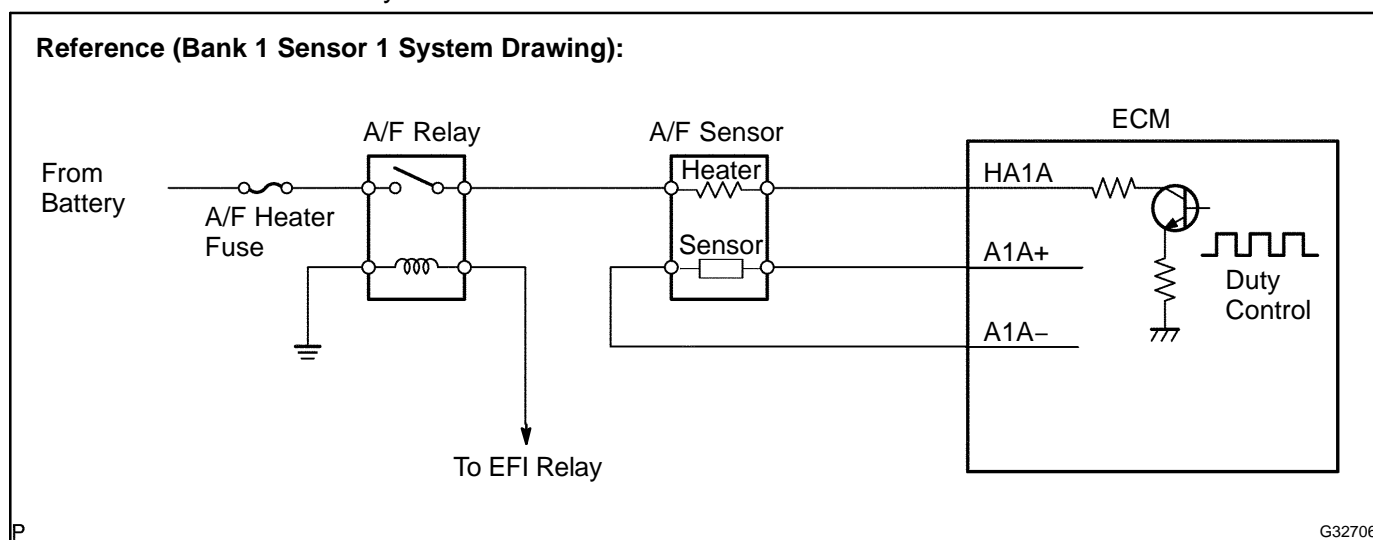 Reference (Bank 1 Sensor 1 System Drawing):
From
Battery
A/F Heater
Fuse
A/F Relay
To EFI Relay
A/F Sensor
Heater
Sensor
ECM
HA1A
A1A+
A1A−
Duty
Control
P
G32706